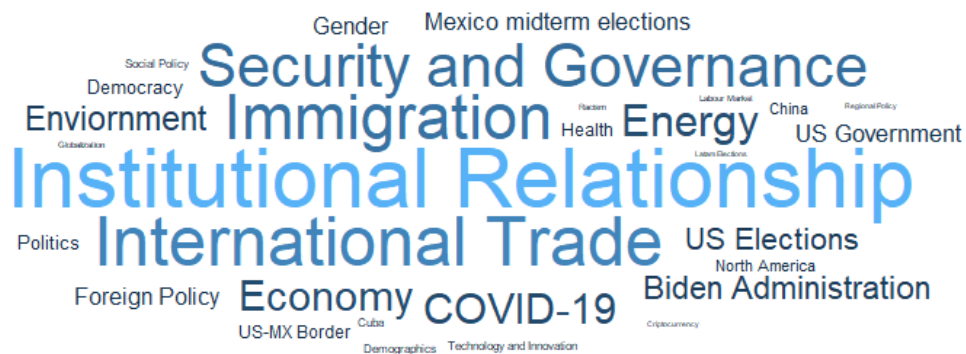 Gender
Mexico midterm elections
Social Policy
Security and Governance
Democracy
Enviornment
Immigration
Racism
Health
Energy
Labour Market
China
Regional Policy
US Government
Globalization
Latam Elections
Institutional Relationship
Politics
International Trade
US Elections
North America
Foreign Policy
Economy
COVID-19
Biden Administration
US-MX Border
Cuba
Criptocurrency
Demographics
Technology and Innovation